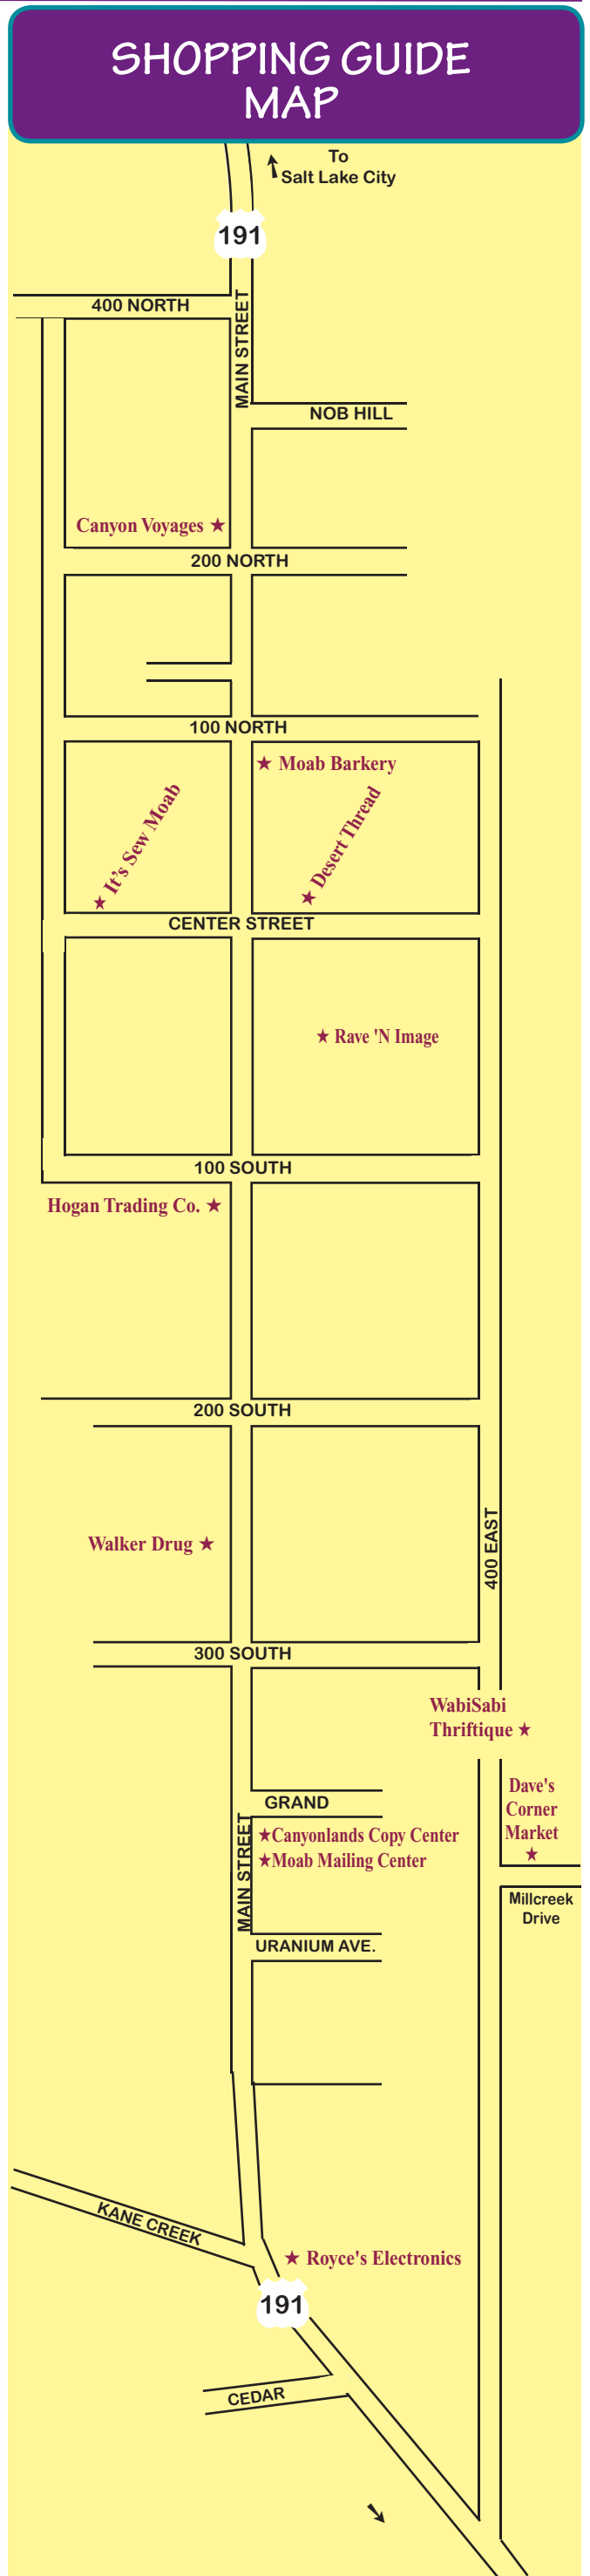 SHOPPING GUIDE
MAP
To
Salt Lake City
191
400 NORTH
MAIN STREET
NOB HILL
Canyon Voyages ★
200 NORTH
100 NORTH
★ Moab Barkery
★ It's Sew Moab
★ Desert Thread
CENTER STREET
★ Rave 'N Image
100 SOUTH
Hogan Trading Co. ★
200 SOUTH
400 EAST
Walker Drug ★
300 SOUTH
WabiSabi
Thriftique ★
Dave's
Corner
Market
★
GRAND
MAIN STREET
★Canyonlands Copy Center
★Moab Mailing Center
Millcreek
Drive
URANIUM AVE.
KANE CREEK
★ Royce's Electronics
191
CEDAR